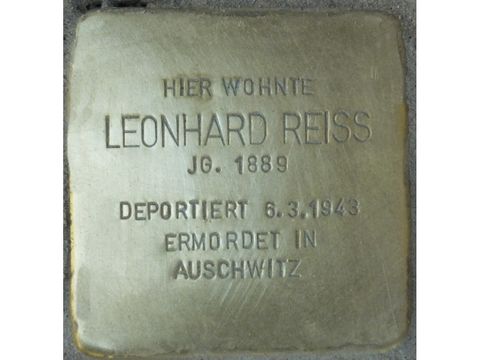 HIER WOHNTE
LEONHARD REISS
JG. 1889
DEPORTIERT 6.3.1943
ERMORDET IN
AUSCHWITZ